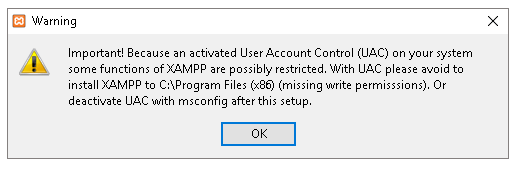 Warning
Important! Because an activated User Account Control (UAC) on your system
some functions of XAMPP are possibly restricted. With UAC please avoid to
install XAMPP to C:\Program Files (x86) (missing write permisssions). Or
deactivate UAC with msconfig after this setup.
OK